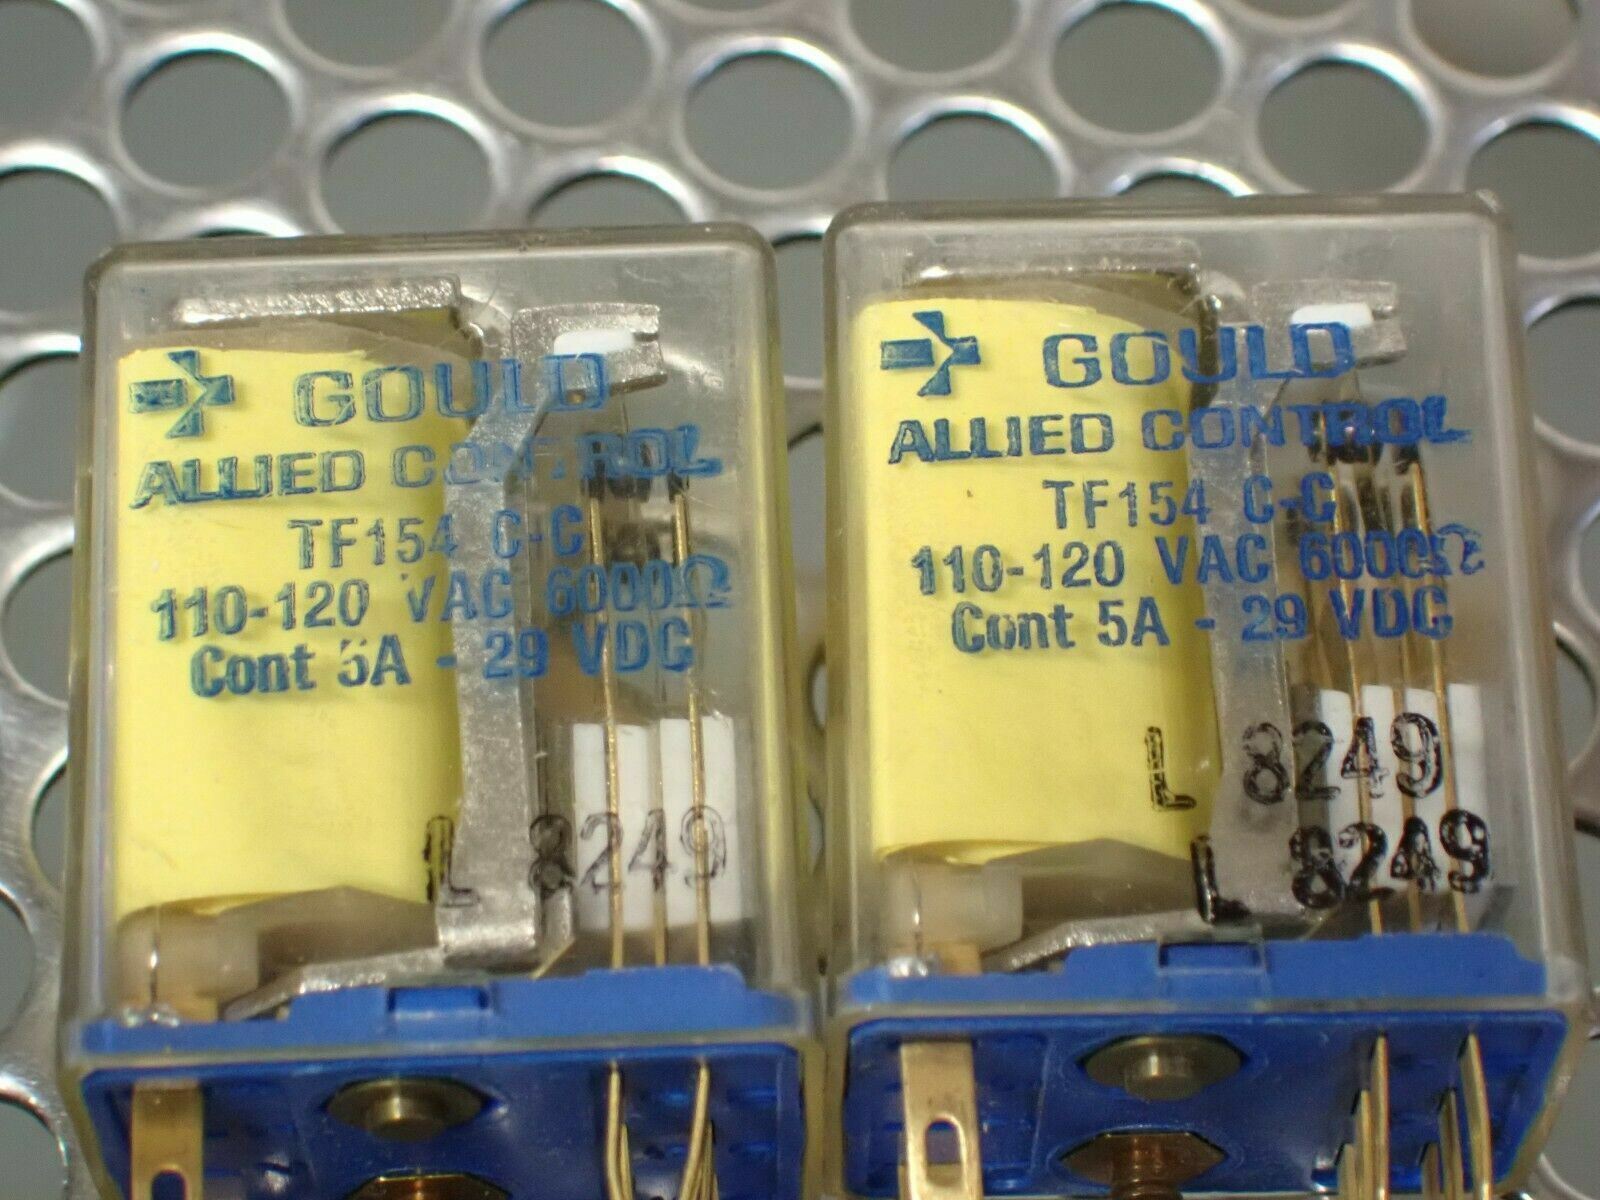 GOULD
ALLIED CONTROL
TF154 C-C
110-120 VAC 6000Ω
Cont 5A - 29 VDC
L 8249
GOULD
ALLIED CONTROL
TF154 C-C
110-120 VAC 6000Ω
Cont 5A - 29 VDC
L 8249
L 8249